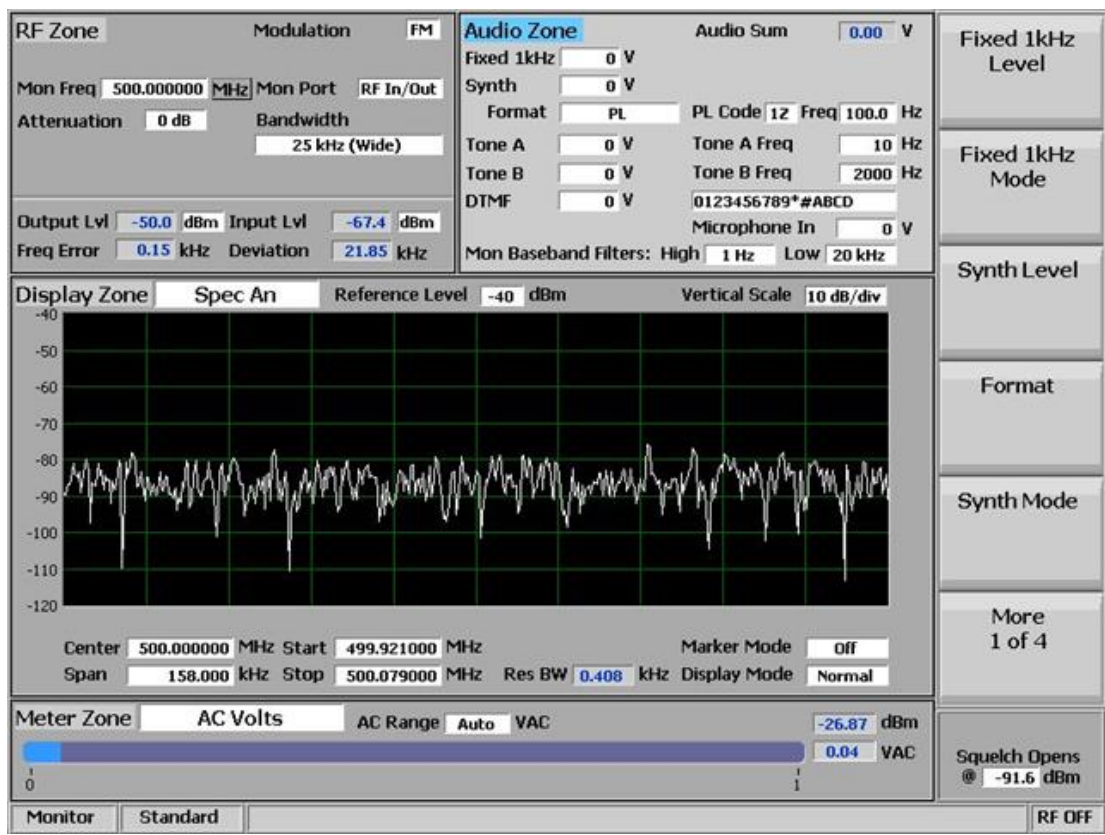 RF Zone Modulation FM
Mon Freq 500.000000 MHz Mon Port RF In/Out
Attenuation 0 dB Bandwidth
25 kHz (Wide)
Output Lvl -50.0 dBm Input Lvl -67.4 dBm
Freq Error 0.15 kHz Deviation 21.85 kHz
Audio Zone Audio Sum 0.00 V
Fixed 1kHz 0 V
Synth 0 V
Format PL PL Code 1Z Freq 100.0 Hz
Tone A 0 V Tone A Freq 10 Hz
Tone B 0 V Tone B Freq 2000 Hz
DTMF 0 V 0123456789*#ABCD
Microphone In 0 V
Mon Baseband Filters: High 1 Hz Low 20 kHz
Display Zone Spec An Reference Level -40 dBm Vertical Scale 10 dB/div
-40
-50
-60
-70
-80
-90
-100
-110
-120
Center 500.000000 MHz Start 499.921000 MHz Marker Mode Off
Span 158.000 kHz Stop 500.079000 MHz Res BW 0.408 kHz Display Mode Normal
Meter Zone AC Volts AC Range Auto VAC -26.87 dBm
0.04 VAC
0 1
Monitor Standard RF OFF
Fixed 1kHz
Level
Fixed 1kHz
Mode
Synth Level
Format
Synth Mode
More
1 of 4
Squelch Opens
@ -91.6 dBm